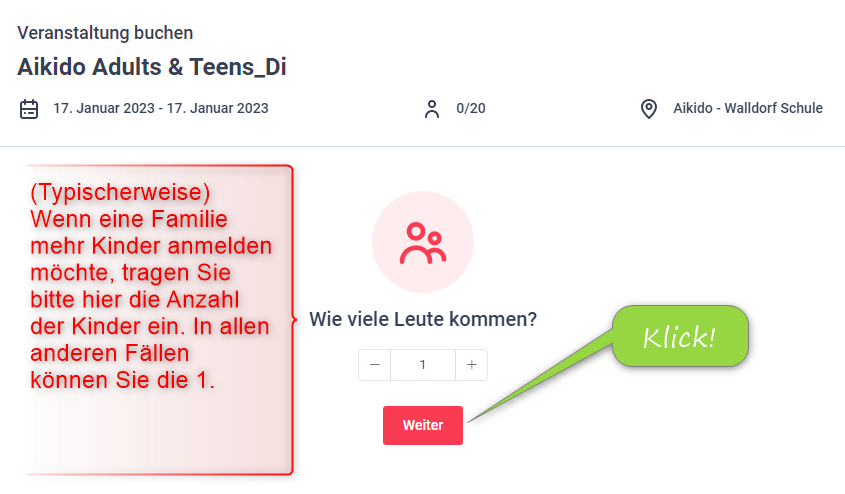 Veranstaltung buchen
Aikido Adults & Teens_Di
17. Januar 2023 - 17. Januar 2023
0/20
Aikido - Walldorf Schule
(Typischerweise)
Wenn eine Familie
mehr Kinder anmelden
möchte, tragen Sie
bitte hier die Anzahl
der Kinder ein. In allen
anderen Fällen
können Sie die 1.
Wie viele Leute kommen?
Klick!
− 1 +
Weiter